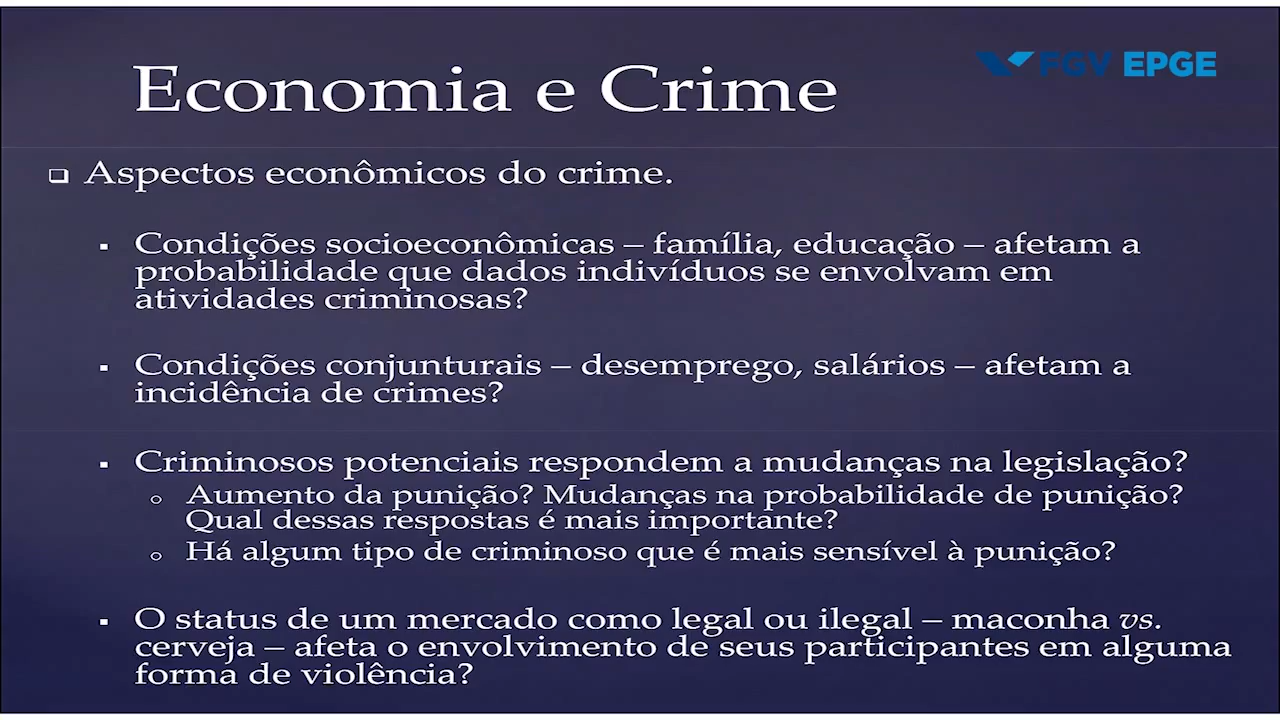 FGV EPGE
Economia e Crime
❑ Aspectos econômicos do crime.
▪ Condições socioeconômicas – família, educação – afetam a
probabilidade que dados indivíduos se envolvam em
atividades criminosas?
▪ Condições conjunturais – desemprego, salários – afetam a
incidência de crimes?
▪ Criminosos potenciais respondem a mudanças na legislação?
o Aumento da punição? Mudanças na probabilidade de punição?
Qual dessas respostas é mais importante?
o Há algum tipo de criminoso que é mais sensível à punição?
▪ O status de um mercado como legal ou ilegal – maconha vs.
cerveja – afeta o envolvimento de seus participantes em alguma
forma de violência?